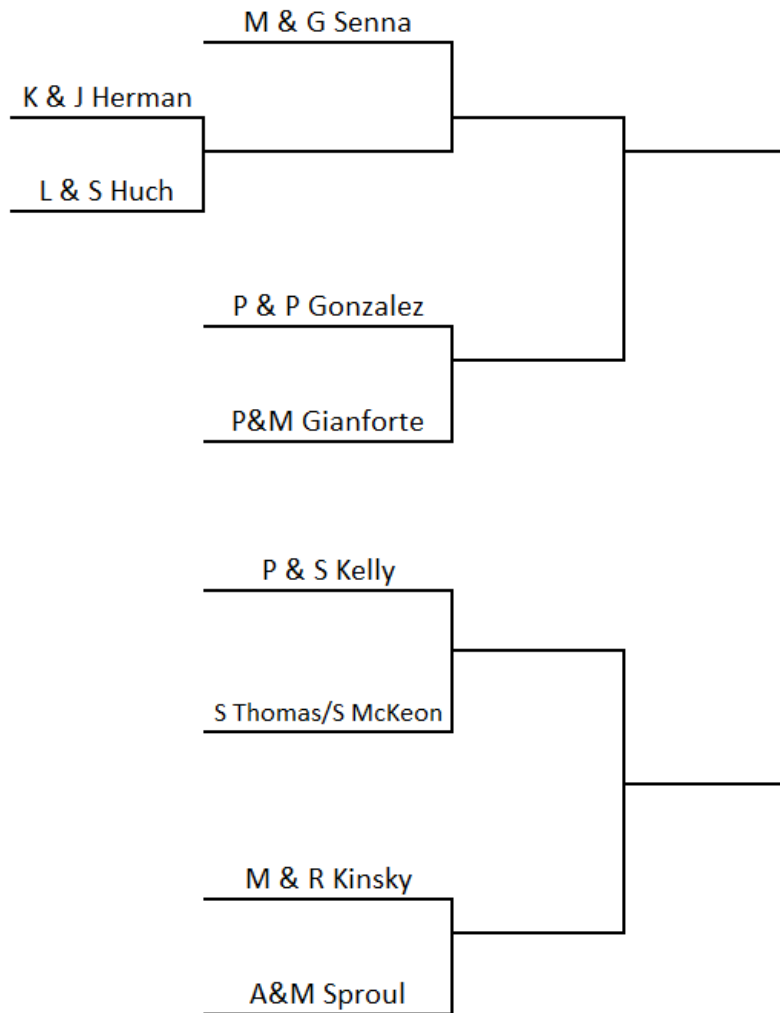 M & G Senna
K & J Herman
L & S Huch
P & P Gonzalez
P&M Gianforte
P & S Kelly
S Thomas/S McKeon
M & R Kinsky
A&M Sproul